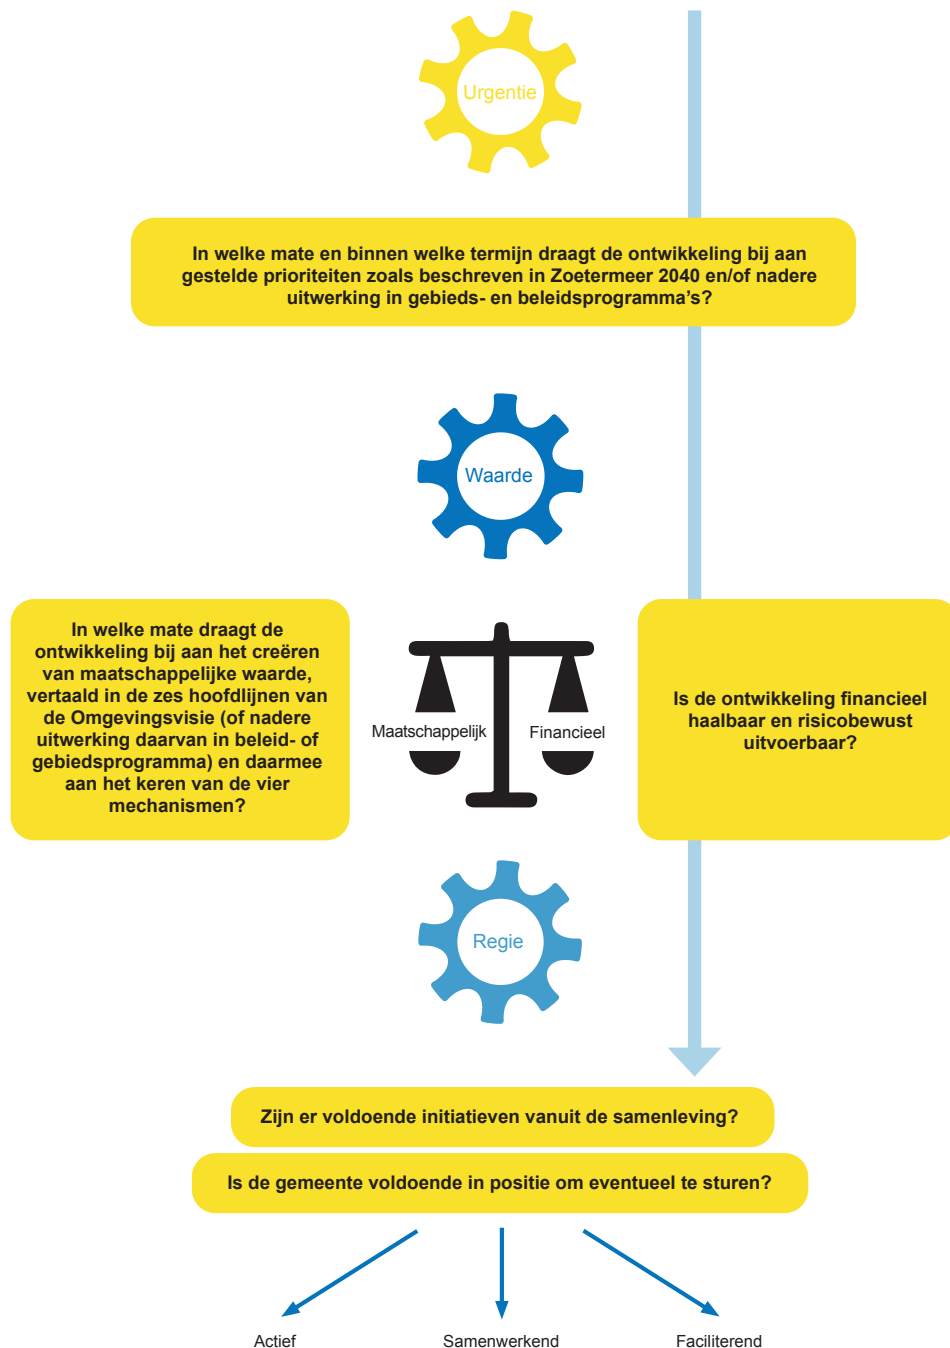 Urgentie
In welke mate en binnen welke termijn draagt de ontwikkeling bij aan
gestelde prioriteiten zoals beschreven in Zoetermeer 2040 en/of nadere
uitwerking in gebieds- en beleidsprogramma's?
Waarde
In welke mate draagt de
ontwikkeling bij aan het creëren
van maatschappelijke waarde,
vertaald in de zes hoofdlijnen van
de Omgevingsvisie (of nadere
uitwerking daarvan in beleid- of
gebiedsprogramma) en daarmee
aan het keren van de vier
mechanismen?
Maatschappelijk
Financieel
Is de ontwikkeling financieel
haalbaar en risicobewust
uitvoerbaar?
Regie
Zijn er voldoende initiatieven vanuit de samenleving?
Is de gemeente voldoende in positie om eventueel te sturen?
Actief
Samenwerkend
Faciliterend